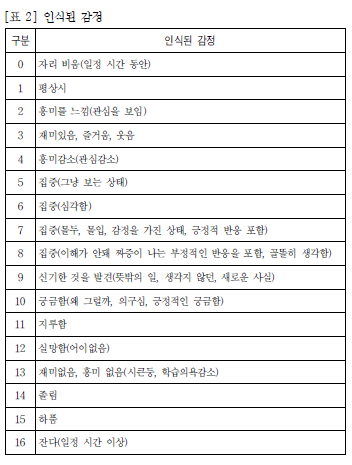 [표 2] 인식된 감정
구분 인식된 감정
0 자리 비움(일정 시간 동안)
1 평상시
2 흥미를 느낌(관심을 보임)
3 재미있음, 즐거움, 웃음
4 흥미감소(관심감소)
5 집중(그냥 보는 상태)
6 집중(심각함)
7 집중(몰두, 몰입, 감정을 가진 상태, 긍정적 반응 포함)
8 집중(이해가 안돼 짜증이 나는 부정적인 반응을 포함, 골똘히 생각함)
9 신기한 것을 발견(뜻밖의 일, 생각지 않던, 새로운 사실)
10 궁금함(왜 그럴까, 의구심, 긍정적인 궁금함)
11 지루함
12 실망함(어이없음)
13 재미없음, 흥미 없음(시큰둥, 학습의욕감소)
14 졸림
15 하품
16 잔다(일정 시간 이상)